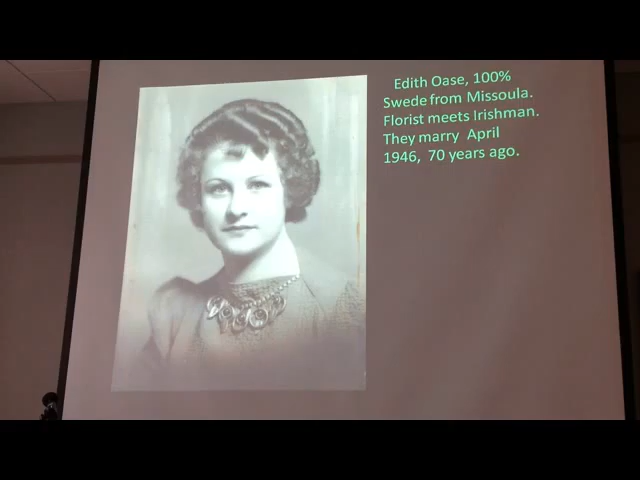 Edith Oase, 100%
Swede from Missoula.
Florist meets Irishman.
They marry April
1946, 70 years ago.